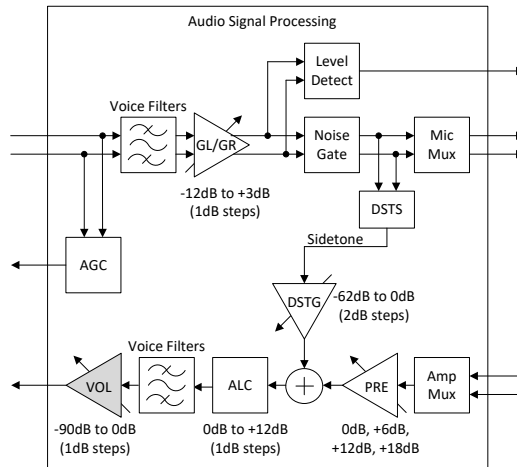 Audio Signal Processing
Level
Detect
Voice Filters
GL/GR
Noise
Gate
Mic
Mux
-12dB to +3dB
(1dB steps)
DSTS
AGC
Sidetone
DSTG
-62dB to 0dB
(2dB steps)
Voice Filters
VOL
ALC
PRE
Amp
Mux
-90dB to 0dB
(1dB steps)
0dB to +12dB
(1dB steps)
0dB, +6dB,
+12dB, +18dB